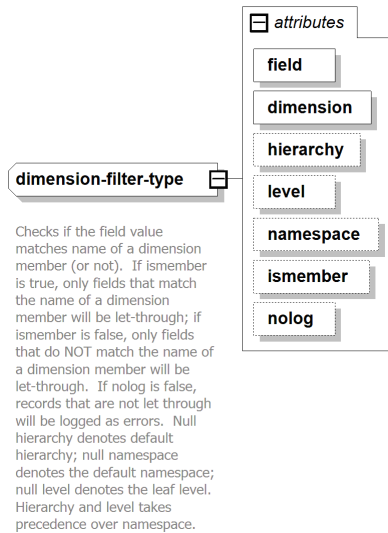 attributes
field
dimension
hierarchy
level
namespace
ismember
nolog
dimension-filter-type
Checks if the field value
matches name of a dimension
member (or not).  If ismember
is true, only fields that match
the name of a dimension
member will be let-through; if
ismember is false, only fields
that do NOT match the name of
a dimension member will be
let-through.  If nolog is false,
records that are not let through
will be logged as errors.  Null
hierarchy denotes default
hierarchy; null namespace
denotes the default namespace;
null level denotes the leaf level.
Hierarchy and level takes
precedence over namespace.